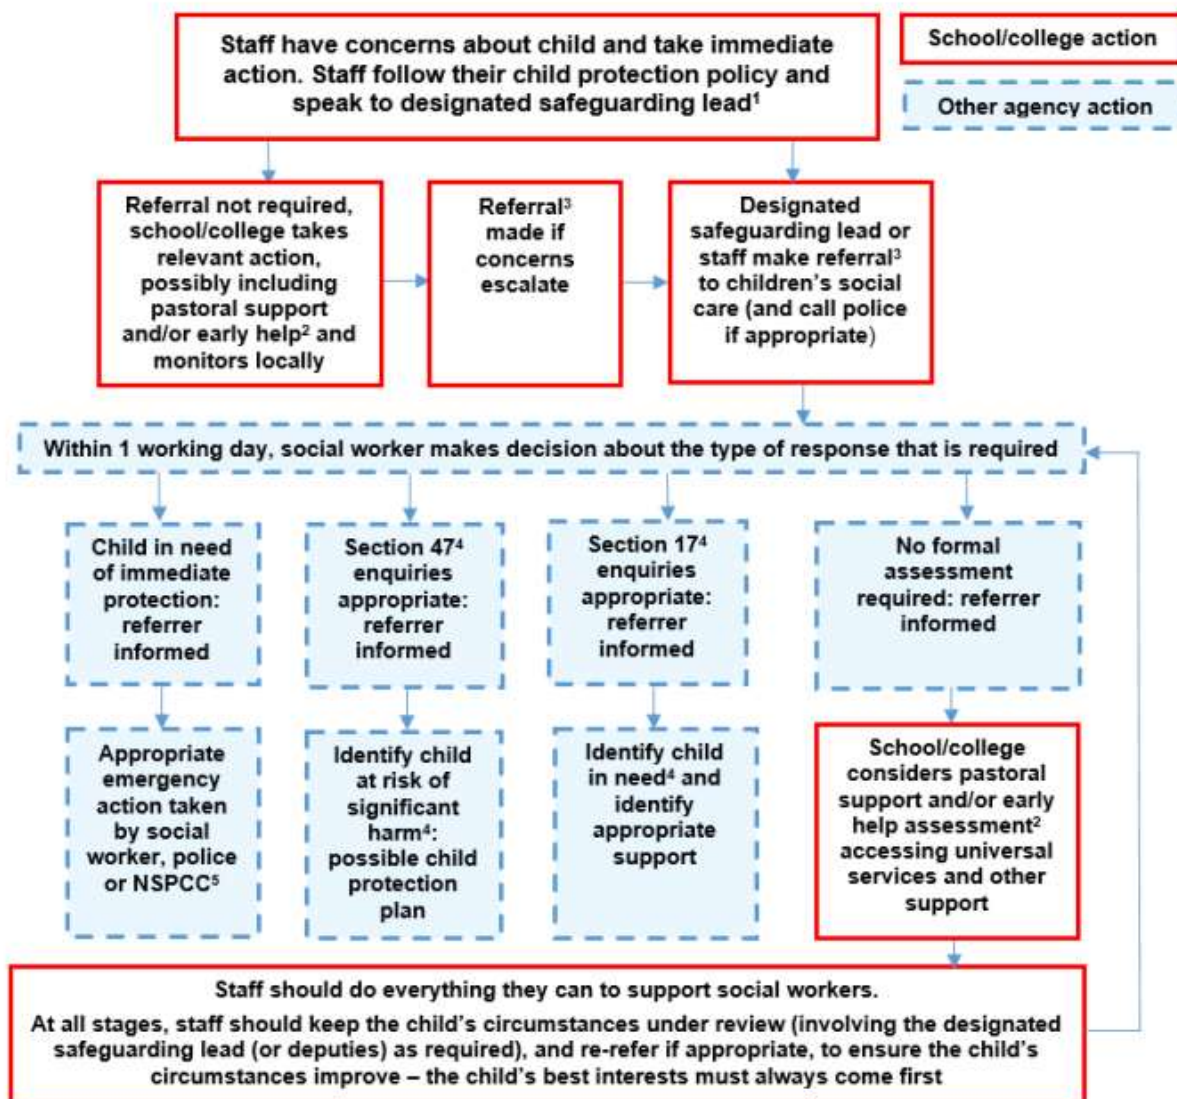 Staff have concerns about child and take immediate
action. Staff follow their child protection policy and
speak to designated safeguarding lead¹
School/college action
Other agency action
Referral not required,
school/college takes
relevant action,
possibly including
pastoral support
and/or early help² and
monitors locally
Referral³
made if
concerns
escalate
Designated
safeguarding lead or
staff make referral³
to children's social
care (and call police
if appropriate)
Within 1 working day, social worker makes decision about the type of response that is required
Child in need
of immediate
protection:
referrer
informed
Section 47⁴
enquiries
appropriate:
referrer
informed
Section 17⁴
enquiries
appropriate:
referrer
informed
No formal
assessment
required: referrer
informed
Appropriate
emergency
action taken
by social
worker, police
or NSPCC⁵
Identify child
at risk of
significant
harm⁴:
possible child
protection
plan
Identify child
in need⁴ and
identify
appropriate
support
School/college
considers pastoral
support and/or early
help assessment²
accessing universal
services and other
support
Staff should do everything they can to support social workers.
At all stages, staff should keep the child's circumstances under review (involving the designated
safeguarding lead (or deputies) as required), and re-refer if appropriate, to ensure the child's
circumstances improve – the child's best interests must always come first